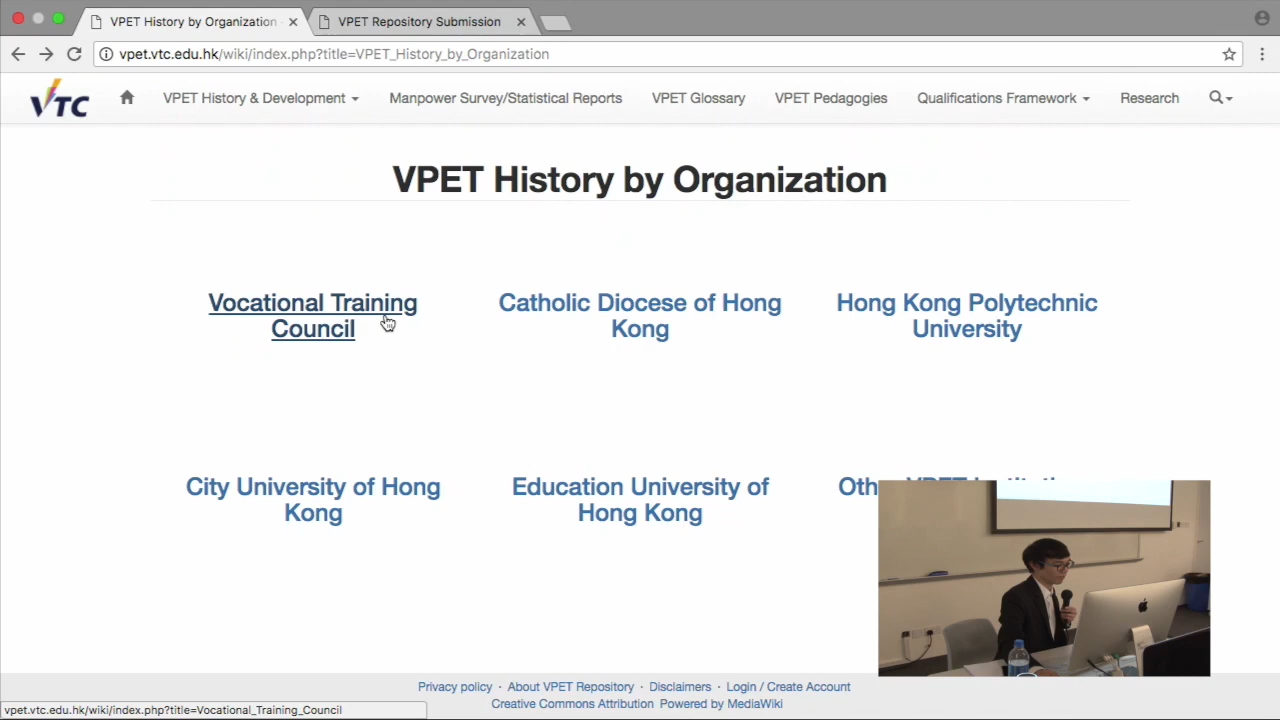 VPET History by Organization
VPET Repository Submission
vpet.vtc.edu.hk/wiki/index.php?title=VPET_History_by_Organization
VTC
VPET History & Development
Manpower Survey/Statistical Reports
VPET Glossary
VPET Pedagogies
Qualifications Framework
Research
VPET History by Organization
Vocational Training
Council
Catholic Diocese of Hong
Kong
Hong Kong Polytechnic
University
City University of Hong
Kong
Education University of
Hong Kong
Privacy policy · About VPET Repository · Disclaimers · Login / Create Account
Creative Commons Attribution Powered by MediaWiki
vpet.vtc.edu.hk/wiki/index.php?title=Vocational_Training_Council